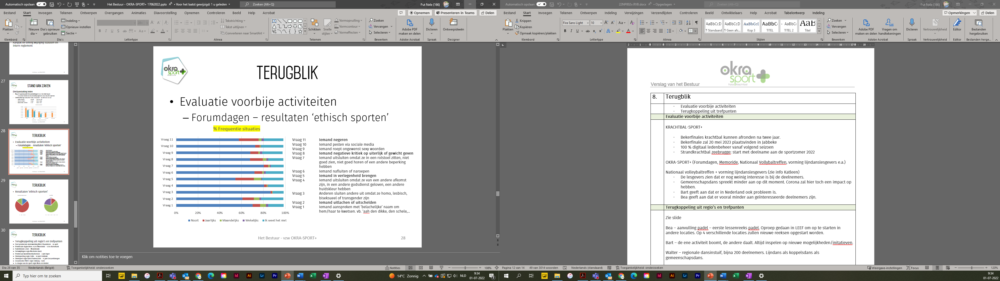 Automatisch opslaan
Het Bestuur - OKRA-SPORT+ 17062022.pptx • Voor het laatst gewijzigd: 1 u geleden
Zoeken (Alt+Q)
Put Nele (166)
Bestand Start Invoegen Tekenen Ontwerpen Overgangen Animaties Diavoorstelling Opnemen Controleren Beeld Help Acrobat
Opnemen Presenteren in Teams Delen
Plakken
Nieuwe dia
Dia's opnieuw gebruiken
Indeling
Opnieuw instellen
Sectie
Tekstrichting
Tekst uitlijnen
Converteren naar SmartArt
Schikken
Snelle stijlen
Vormopvulling
Vormcontour
Vormeffecten
Zoeken
Vervangen
Selecteren
Adobe PDF maken en delen
Dicteren
Ontwerpideeën
Klembord Dia's Lettertype Alinea Tekenen Bewerken Adobe Acrobat Spraak Designer
Aanpak en timing wijziging statuten en
intern reglement
27
STAND VAN ZAKEN
28
TERUGBLIK
• Evaluatie voorbije activiteiten
– Forumdagen – resultaten 'ethisch sporten'
29
TERUGBLIK
• Resultaten 'ethisch sporten'
30
TERUGBLIK
• Terugkoppeling uit regio's en trefpunten
okra
sport+
TERUGBLIK
• Evaluatie voorbije activiteiten
– Forumdagen – resultaten ‘ethisch sporten’
% Frequentie situaties
Vraag 11
Vraag 10
Vraag 9
Vraag 8
Vraag 7
Vraag 6
Vraag 5
Vraag 4
Vraag 3
Vraag 2
Vraag 1
0% 20% 40% 60% 80% 100%
Nooit Jaarlijks Maandelijks Wekelijks Ik weet het niet
Vraag 11 Iemand negeren
Vraag 10 Iemand pesten via sociale media
Vraag 9 Iemand roept ongewenst sexy woorden
Vraag 8 Iemand negatieve kritiek op uiterlijk of gewicht geven
Vraag 7 Iemand uitsluiten omdat ze in een rolstoel zitten, niet
goed zien, niet goed horen of een andere beperking
hebben
Vraag 6 Iemand nafluiten of naroepen
Vraag 5 Iemand in verlegenheid brengen
Vraag 4 Iemand uitsluiten omdat ze van een andere afkomst
zijn, in een andere godsdienst geloven, een andere
huidskleur hebben
Vraag 3 Anderen sluiten andere uit omdat ze homo, lesbisch,
biseksueel of transgender zijn
Vraag 2 Iemand uitlachen of uitschelden
Vraag 1 Iemand aanspreken met ‘belachelijke’ naam om
hem/haar te kwetsen. vb. ‘aah den dikke, den schele,…
Het Bestuur - vzw OKRA-SPORT+
28
Klik om notities toe te voegen
Dia 28 van 35 Nederlands (België) Toegankelijkheid: onderzoeken
Notities
108%
Typ hier om te zoeken
14°C Zonnig
NLD
9:34
01-07-2022
Automatisch opslaan
22NP002v.RVB.docx • Opgeslagen
Zoeken (Alt+Q)
Put Nele (166)
Bestand Start Invoegen Tekenen Ontwerpen Indeling Verwijzingen Verzendlijsten Controleren Beeld Ontwikkelaars Help Acrobat Tabelontwerp Indeling
Opmerkingen Delen
Plakken
Knippen
Kopiëren
Opmaak kopiëren/plakken
Fira Sans Light 10
¶ Standaard ¶ Geen afs... Kop 3 TITEL TITEL 2 Titel
Zoeken
Vervangen
Selecteren
Adobe PDF maken en delen
Vragen om handtekeningen
Dicteren
Vertrouwelijkheid
Editor
Bestanden hergebruiken
Klembord Lettertype Alinea Stijlen Bewerken Adobe Acrobat Spraak Vertrouwelijkheid Editor Bestanden herge...
okra
sport+
Fotos Krachtbal
Verslag van het Bestuur
8. Terugblik
- Evaluatie voorbije activiteiten
- Terugkoppeling uit trefpunten
Evaluatie voorbije activiteiten
KRACHTBAL-SPORT+
- Bekerfinales krachtbal kunnen afronden na twee jaar.
- Bekerfinale zal 20 mei 2023 plaatsvinden in Jabbeke
- 100 % digitaal ledenbeheer vanaf volgend seizoen
- Strandkrachtbal zeebrugge: start met deelname aan de sportzomer 2022
OKRA-SPORT+ (Forumdagen, Memoride, Nationaal Vollybaltreffen, vorming lijndanslesgevers e.a.)
Nationaal volleybaltreffen + vorming lijndanslesgevers (zie info Katleen)
- De lesgevers zien dat er nog weinig interesse is bij de deelnemers.
- Gemeenschapsdans spreekt minder aan op dit moment. Corona zal hier toch een impact op
hebben.
- Bart geeft aan dat er in Nederland ook probleem is.
- Bea geeft aan dat er vooral minder aan geïnteresseerde deelnemers zijn.
Terugkoppeling uit regio’s en trefpunten
Zie slide
Bea – aanvulling padel – eerste lessenreeks padel. Oproep gedaan in LEEF om op te starten in
andere locaties. Op 4 verschillende locaties zullen nieuwe reeksen opgestart worden.
Bart – de ene activiteit boomt, de andere daalt. Altijd inspelen op nieuwe mogelijkheden/initatieven.
Walter – regionale dansinstuif, bijna 200 deelnemers. Lijndans als koppelsdans als
gemeenschapsdans.
Pagina 12 van 14 49 van 3014 woorden Nederlands (standaard) Toegankelijkheid: onderzoeken
Weergave-instellingen Focus
120%
9:34
01-07-2022